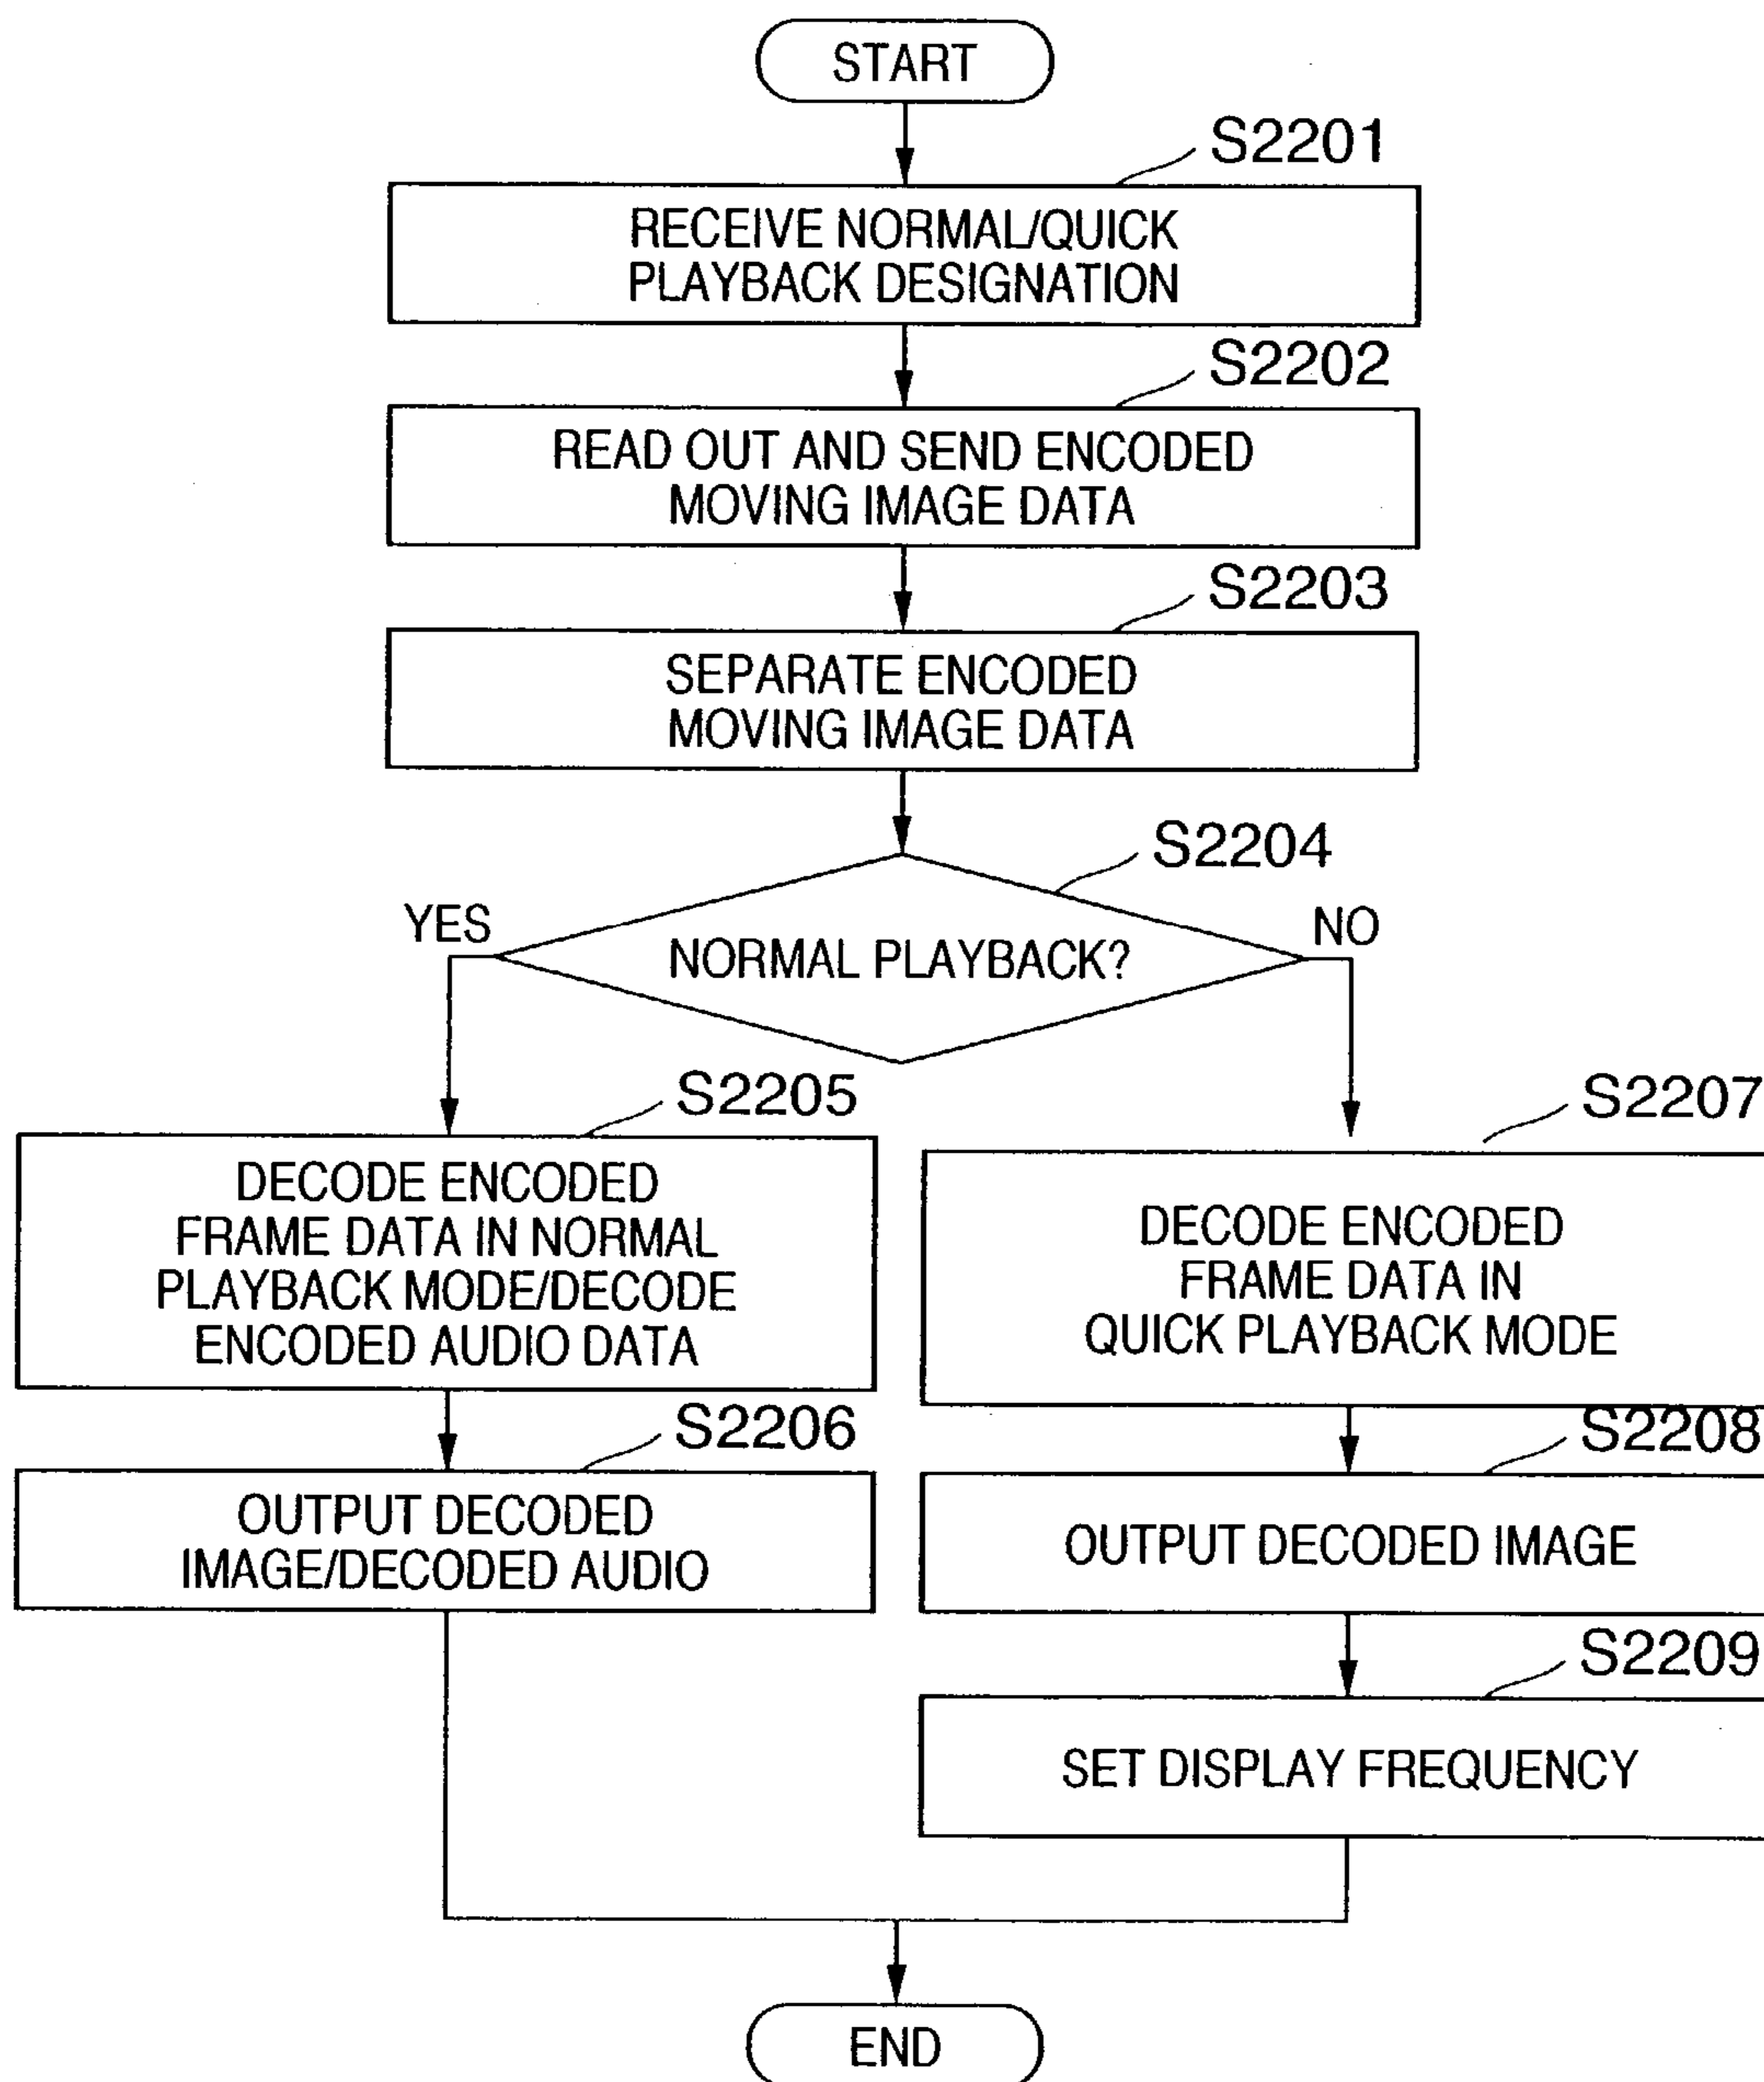 START
S2201
RECEIVE NORMAL/QUICK
PLAYBACK DESIGNATION
S2202
READ OUT AND SEND ENCODED
MOVING IMAGE DATA
S2203
SEPARATE ENCODED
MOVING IMAGE DATA
S2204
YES
NORMAL PLAYBACK?
NO
S2205
DECODE ENCODED
FRAME DATA IN NORMAL
PLAYBACK MODE/DECODE
ENCODED AUDIO DATA
S2206
OUTPUT DECODED
IMAGE/DECODED AUDIO
S2207
DECODE ENCODED
FRAME DATA IN
QUICK PLAYBACK MODE
S2208
OUTPUT DECODED IMAGE
S2209
SET DISPLAY FREQUENCY
END